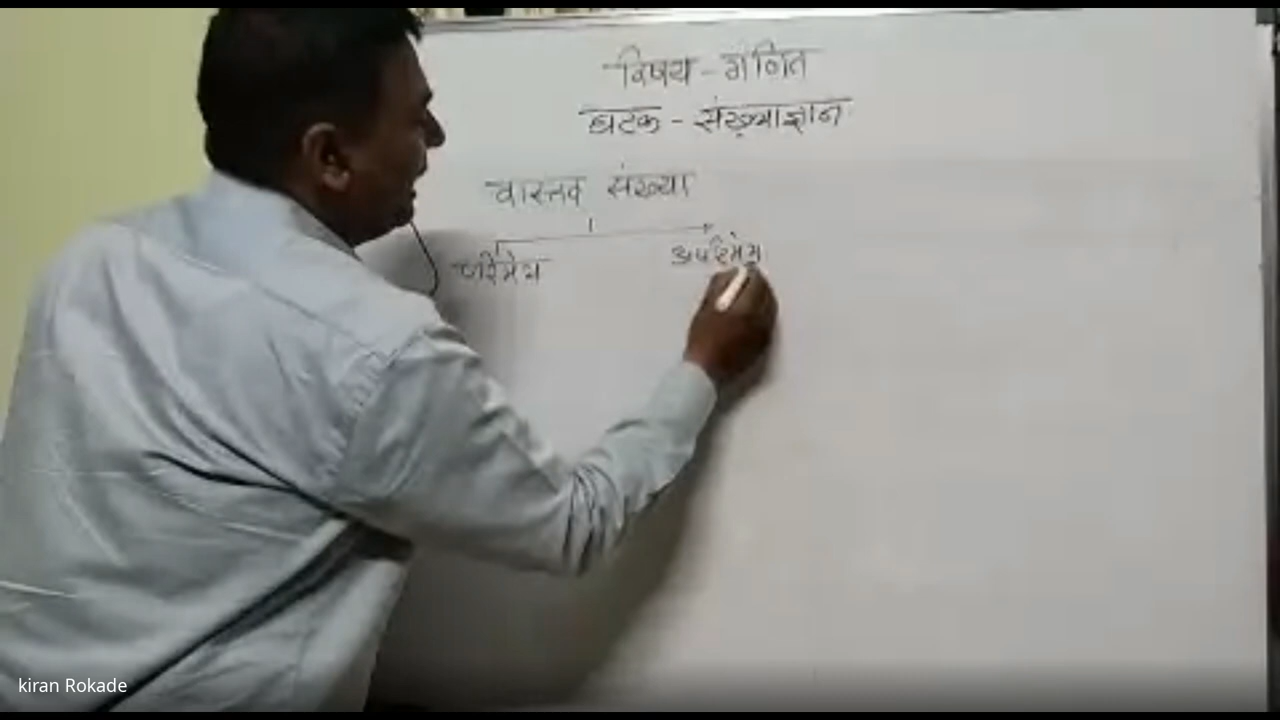 विषय - गणित
घटक - संख्याज्ञान
वास्तव संख्या
परिमेय अपरिमेय
kiran Rokade